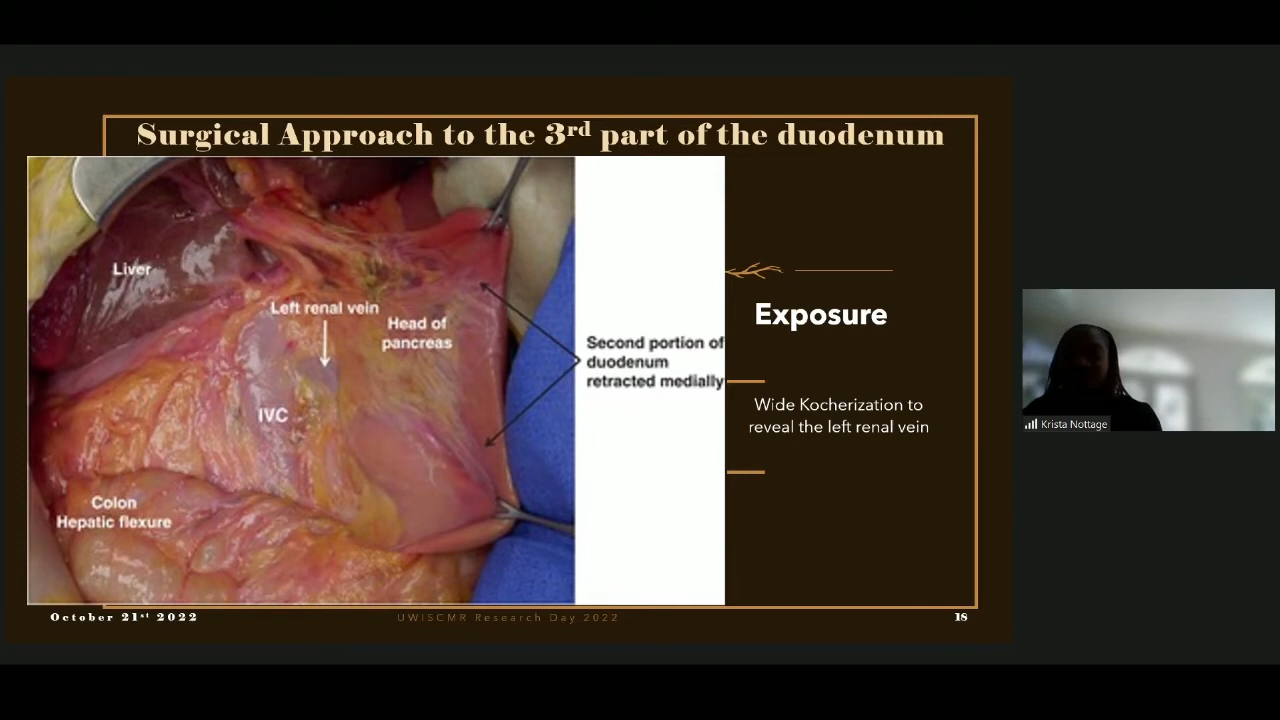 Surgical Approach to the 3rd part of the duodenum
Liver
Left renal vein
Head of
pancreas
Second portion of
duodenum
retracted medially
IVC
Colon
Hepatic flexure
Exposure
Wide Kocherization to
reveal the left renal vein
Krista Nottage
October 21st 2022
UWISCMR Research Day 2022
18